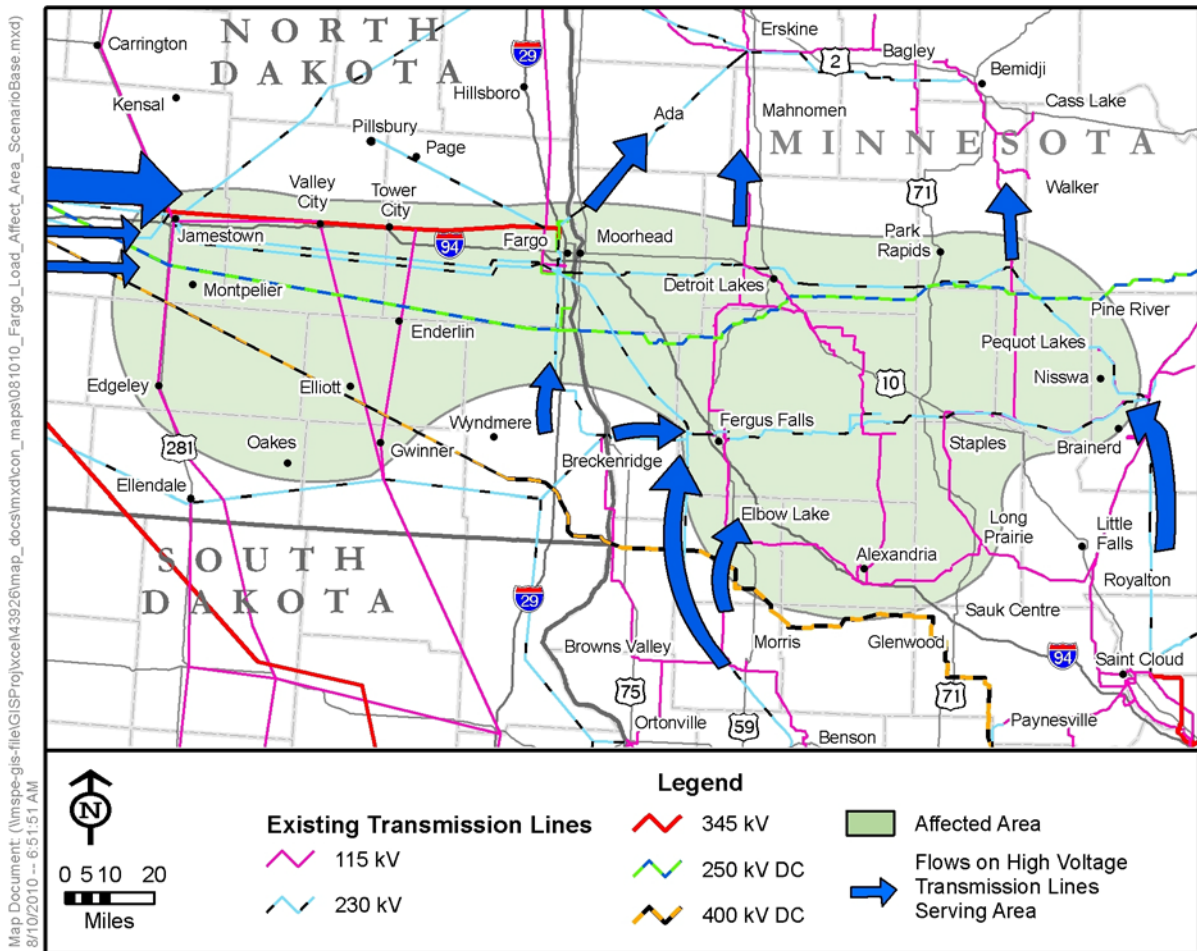 Map Document: (\\mspe-gis-file\GISProj\xcel\43926\map_docs\mxd\con_maps\081010_Fargo_Load_Affect_Area_ScenarioBase.mxd)
8/10/2010 -- 6:51:51 AM
NORTH
DAKOTA
MINNESOTA
SOUTH
DAKOTA
Carrington
Kensal
Hillsboro
29
Erskine
Bagley
2
Bemidji
Cass Lake
Mahnomen
Ada
Pillsbury
Page
Walker
71
Valley
City
Tower
City
Jamestown
94
Fargo
Moorhead
Park
Rapids
Detroit Lakes
Montpelier
Enderlin
Pine River
Pequot Lakes
Nisswa
Edgeley
Elliott
10
Wyndmere
Fergus Falls
Staples
Brainerd
281
Oakes
Gwinner
Breckenridge
Ellendale
Elbow Lake
Long
Prairie
Little
Falls
Alexandria
Royalton
29
Sauk Centre
Browns Valley
Morris
Glenwood
94
Saint Cloud
75
71
Ortonville
59
Benson
Paynesville
N
0 5 10 20
Miles
Legend
Existing Transmission Lines
115 kV
230 kV
345 kV
250 kV DC
400 kV DC
Affected Area
Flows on High Voltage
Transmission Lines
Serving Area